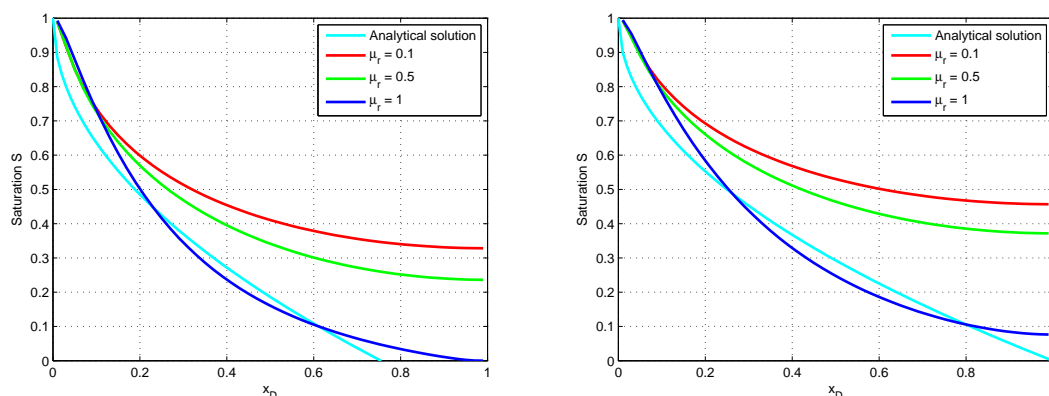 1
0.9
0.8
0.7
0.6
0.5
0.4
0.3
0.2
0.1
0
Saturation S
0 0.2 0.4 0.6 0.8 1
x_D
Analytical solution
μ_r = 0.1
μ_r = 0.5
μ_r = 1
1
0.9
0.8
0.7
0.6
0.5
0.4
0.3
0.2
0.1
0
Saturation S
0 0.2 0.4 0.6 0.8
x_D
Analytical solution
μ_r = 0.1
μ_r = 0.5
μ_r = 1